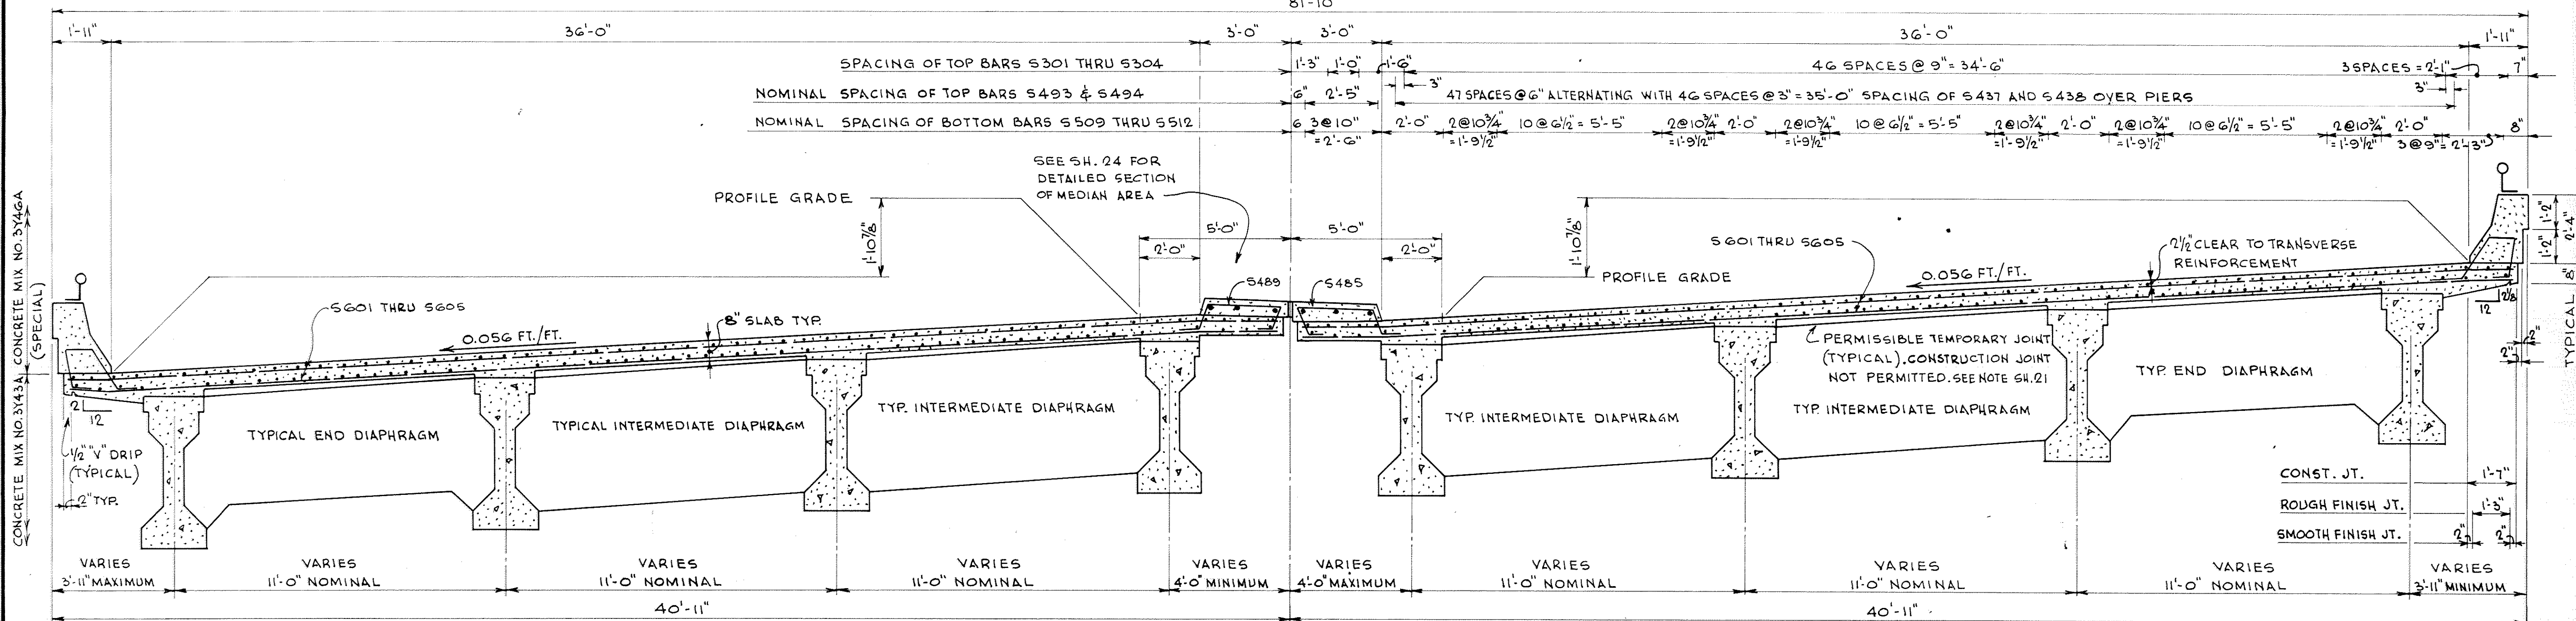 81'-10"
1'-11"
36'-0"
3'-0"
3'-0"
36'-0"
1'-11"
SPACING OF TOP BARS S301 THRU S304
1'-3"
1'-0"
1'-6"
46 SPACES @ 9" = 34'-6"
3 SPACES = 2'-1"
7"
3"
3"
NOMINAL SPACING OF TOP BARS S493 & S494
6"
2'-5"
47 SPACES @ 6" ALTERNATING WITH 46 SPACES @ 3" = 35'-0" SPACING OF S437 AND S438 OVER PIERS
NOMINAL SPACING OF BOTTOM BARS S509 THRU S512
6
3@10"
= 2'-6"
2'-0"
2@10¾"
=1'-9½"
10 @ 6½" = 5'-5"
2@10¾"
=1'-9½"
2'-0"
2@10¾"
=1'-9½"
10 @ 6½" = 5'-5"
2@10¾"
=1'-9½"
2'-0"
2@10¾"
=1'-9½"
10 @ 6½" = 5'-5"
2@10¾"
=1'-9½"
2'-0"
3@9"=2'-3"
8"
SEE SH. 24 FOR
DETAILED SECTION
OF MEDIAN AREA
PROFILE GRADE
1'-10⅞"
5'-0"
5'-0"
2'-0"
2'-0"
1'-10⅞"
S601 THRU S605
2½" CLEAR TO TRANSVERSE
REINFORCEMENT
PROFILE GRADE
0.056 FT./FT.
1'-2"
1'-2"
2'-4"
8"
TYPICAL
CONCRETE MIX NO. 3Y46A
(SPECIAL)
CONCRETE MIX NO. 3Y43A
S601 THRU S605
0.056 FT./FT.
8" SLAB TYP.
S489
S485
PERMISSIBLE TEMPORARY JOINT
(TYPICAL). CONSTRUCTION JOINT
NOT PERMITTED. SEE NOTE SH. 21
2⅛
12
2"
2"
2
12
½" "V" DRIP
(TYPICAL)
2" TYP.
TYPICAL END DIAPHRAGM
TYPICAL INTERMEDIATE DIAPHRAGM
TYP. INTERMEDIATE DIAPHRAGM
TYP. INTERMEDIATE DIAPHRAGM
TYP. INTERMEDIATE DIAPHRAGM
TYP. END DIAPHRAGM
CONST. JT.
1'-7"
ROUGH FINISH JT.
1'-3"
SMOOTH FINISH JT.
2"
2"
VARIES
3'-11" MAXIMUM
VARIES
11'-0" NOMINAL
VARIES
11'-0" NOMINAL
VARIES
11'-0" NOMINAL
VARIES
4'-0" MINIMUM
VARIES
4'-0" MAXIMUM
VARIES
11'-0" NOMINAL
VARIES
11'-0" NOMINAL
VARIES
11'-0" NOMINAL
VARIES
3'-11" MINIMUM
40'-11"
40'-11"